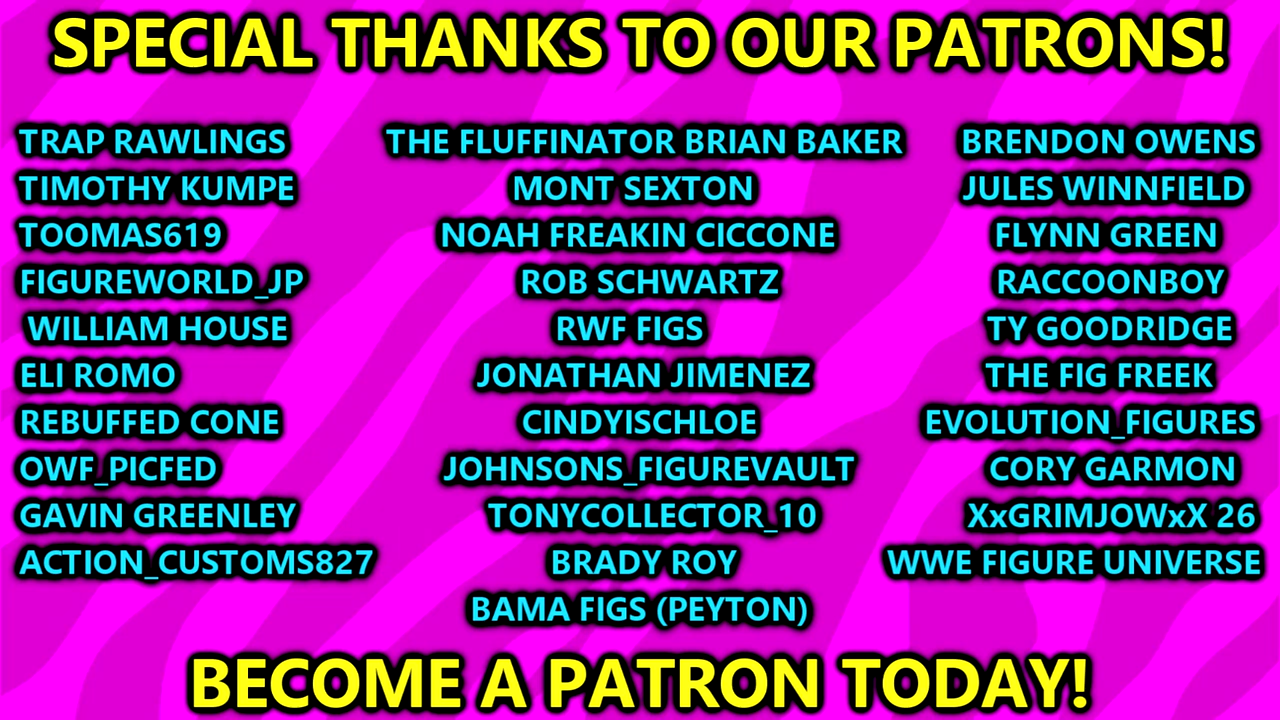 SPECIAL THANKS TO OUR PATRONS!
TRAP RAWLINGS
TIMOTHY KUMPE
TOOMAS619
FIGUREWORLD_JP
WILLIAM HOUSE
ELI ROMO
REBUFFED CONE
OWF_PICFED
GAVIN GREENLEY
ACTION_CUSTOMS827
THE FLUFFINATOR BRIAN BAKER
MONT SEXTON
NOAH FREAKIN CICCONE
ROB SCHWARTZ
RWF FIGS
JONATHAN JIMENEZ
CINDYISCHLOE
JOHNSONS_FIGUREVAULT
TONYCOLLECTOR_10
BRADY ROY
BAMA FIGS (PEYTON)
BRENDON OWENS
JULES WINNFIELD
FLYNN GREEN
RACCOONBOY
TY GOODRIDGE
THE FIG FREEK
EVOLUTION_FIGURES
CORY GARMON
XxGRIMJOWxX 26
WWE FIGURE UNIVERSE
BECOME A PATRON TODAY!